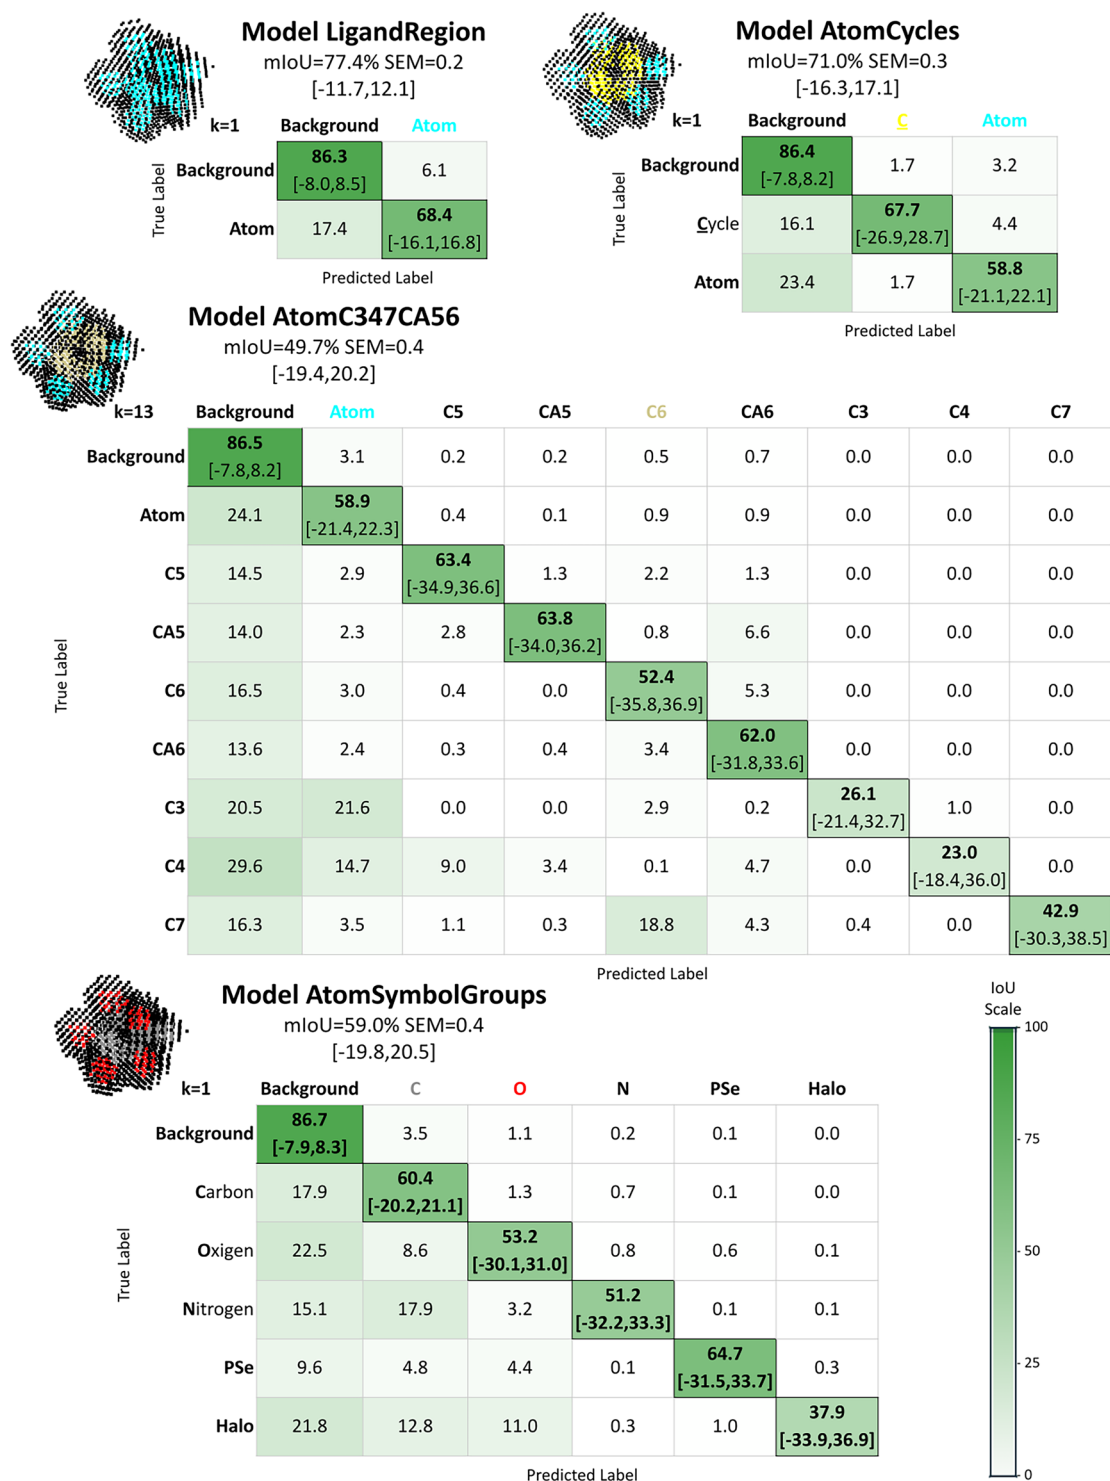 Model LigandRegion
mIoU=77.4% SEM=0.2
[-11.7,12.1]
k=1 Background Atom
True Label
Background 86.3 6.1
[-8.0,8.5]
Atom 17.4 68.4
[-16.1,16.8]
Predicted Label
Model AtomCycles
mIoU=71.0% SEM=0.3
[-16.3,17.1]
k=1 Background C Atom
True Label
Background 86.4 1.7 3.2
[-7.8,8.2]
Cycle 16.1 67.7 4.4
[-26.9,28.7]
Atom 23.4 1.7 58.8
[-21.1,22.1]
Predicted Label
Model AtomC347CA56
mIoU=49.7% SEM=0.4
[-19.4,20.2]
k=13 Background Atom C5 CA5 C6 CA6 C3 C4 C7
True Label
Background 86.5 3.1 0.2 0.2 0.5 0.7 0.0 0.0 0.0
[-7.8,8.2]
Atom 24.1 58.9 0.4 0.1 0.9 0.9 0.0 0.0 0.0
[-21.4,22.3]
C5 14.5 2.9 63.4 1.3 2.2 1.3 0.0 0.0 0.0
[-34.9,36.6]
CA5 14.0 2.3 2.8 63.8 0.8 6.6 0.0 0.0 0.0
[-34.0,36.2]
C6 16.5 3.0 0.4 0.0 52.4 5.3 0.0 0.0 0.0
[-35.8,36.9]
CA6 13.6 2.4 0.3 0.4 3.4 62.0 0.0 0.0 0.0
[-31.8,33.6]
C3 20.5 21.6 0.0 0.0 2.9 0.2 26.1 1.0 0.0
[-21.4,32.7]
C4 29.6 14.7 9.0 3.4 0.1 4.7 0.0 23.0 0.0
[-18.4,36.0]
C7 16.3 3.5 1.1 0.3 18.8 4.3 0.4 0.0 42.9
[-30.3,38.5]
Predicted Label
Model AtomSymbolGroups
mIoU=59.0% SEM=0.4
[-19.8,20.5]
k=1 Background C O N PSe Halo
True Label
Background 86.7 3.5 1.1 0.2 0.1 0.0
[-7.9,8.3]
Carbon 17.9 60.4 1.3 0.7 0.1 0.0
[-20.2,21.1]
Oxigen 22.5 8.6 53.2 0.8 0.6 0.1
[-30.1,31.0]
Nitrogen 15.1 17.9 3.2 51.2 0.1 0.1
[-32.2,33.3]
PSe 9.6 4.8 4.4 0.1 64.7 0.3
[-31.5,33.7]
Halo 21.8 12.8 11.0 0.3 1.0 37.9
[-33.9,36.9]
Predicted Label
IoU
Scale
100
75
50
25
0